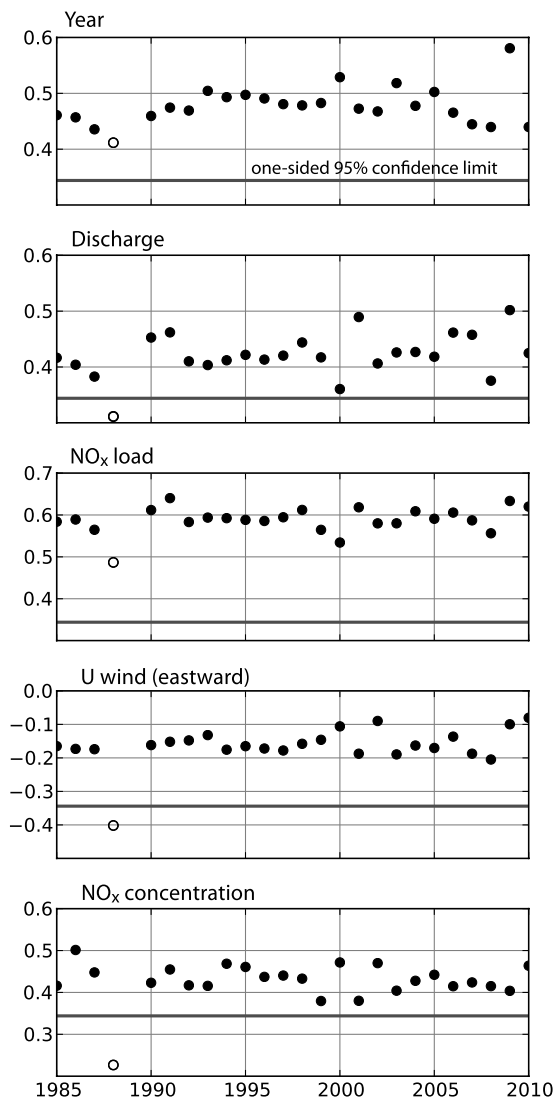 Year
0.6
0.5
0.4
one-sided 95% confidence limit
Discharge
0.6
0.5
0.4
NOₓ load
0.7
0.6
0.5
0.4
U wind (eastward)
0.0
−0.1
−0.2
−0.3
−0.4
NOₓ concentration
0.6
0.5
0.4
0.3
1985 1990 1995 2000 2005 2010